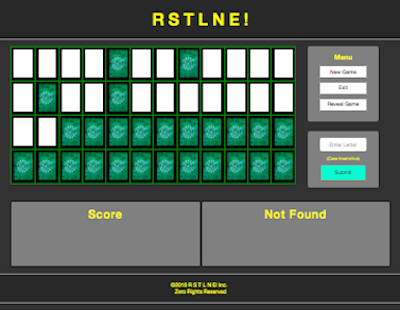 RSTLNE!
Menu
New Game
Exit
Reveal Game
Enter Letter
(Case Insensitive)
Submit
Score
Not Found
©2016 R S T L N E! Inc.
Zero Rights Reserved